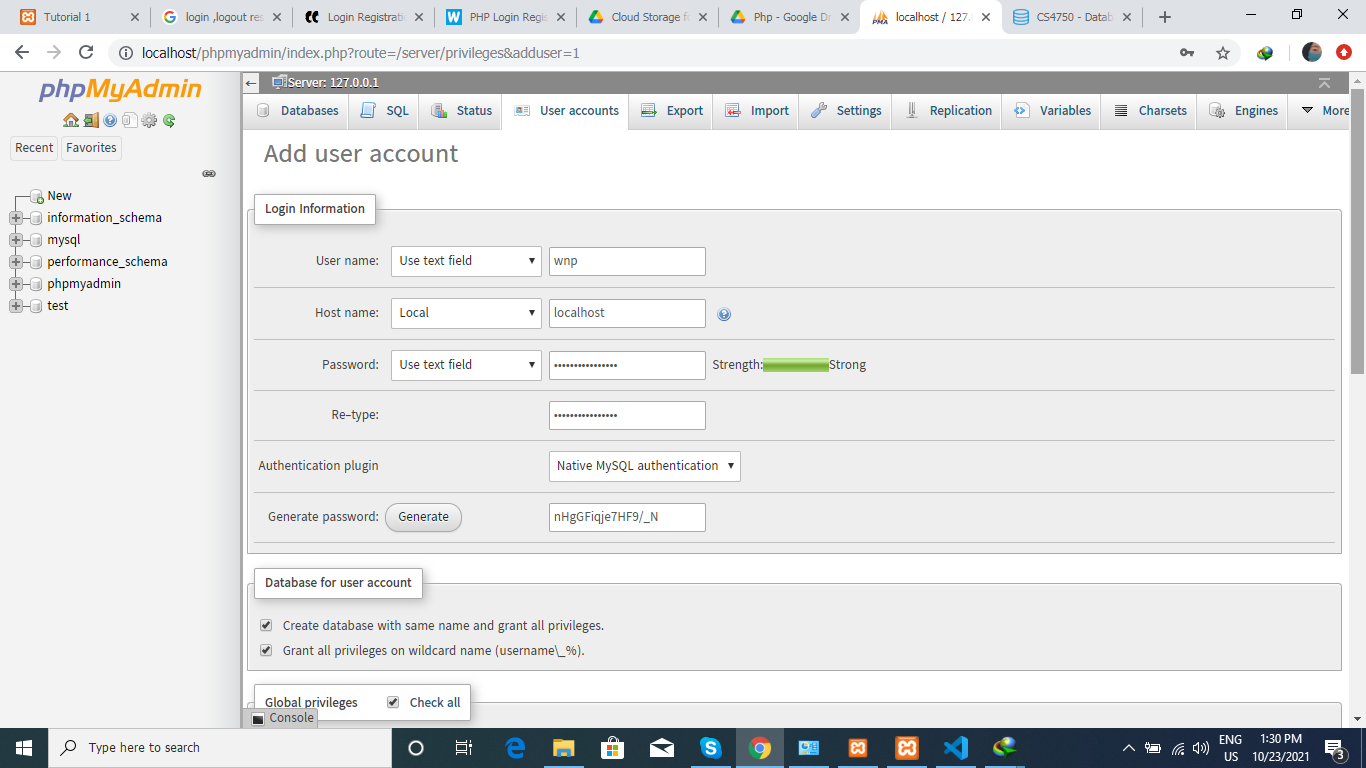 Tutorial 1
login ,logout res
Login Registrati
PHP Login Regis
Cloud Storage fo
Php - Google Dr
localhost / 127.
CS4750 - Datab
localhost/phpmyadmin/index.php?route=/server/privileges&adduser=1
phpMyAdmin
Recent
Favorites
New
information_schema
mysql
performance_schema
phpmyadmin
test
Server: 127.0.0.1
Databases
SQL
Status
User accounts
Export
Import
Settings
Replication
Variables
Charsets
Engines
More
Add user account
Login Information
User name:
Use text field
wnp
Host name:
Local
localhost
Password:
Use text field
••••••••••••••••
Strength:
Strong
Re-type:
••••••••••••••••
Authentication plugin
Native MySQL authentication
Generate password:
Generate
nHgGFiqje7HF9/_N
Database for user account
Create database with same name and grant all privileges.
Grant all privileges on wildcard name (username\_%).
Global privileges
Check all
Console
Type here to search
ENG
US
1:30 PM
10/23/2021
3